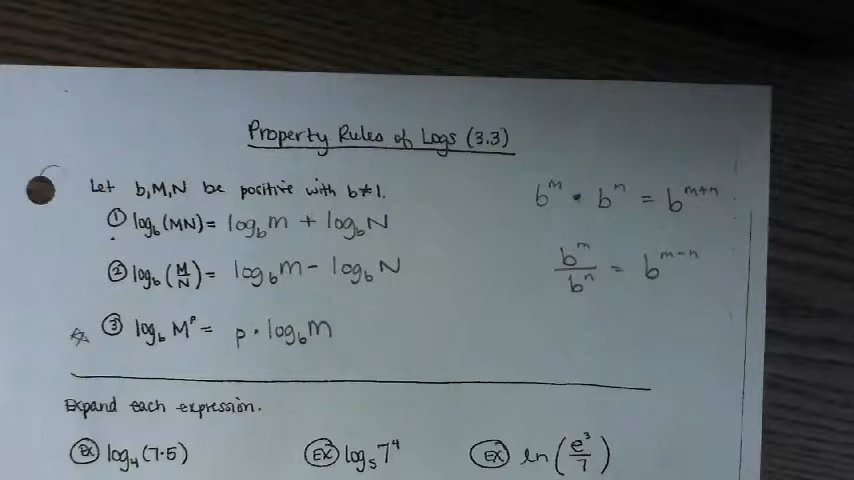 Property Rules of Logs (3.3)
Let b,M,N be positive with b≠1.
① log_b (MN) = log_b m + log_b N
② log_b (M/N) = log_b m - log_b N
☆ ③ log_b M^p = p · log_b m
b^m · b^n = b^(m+n)
b^m / b^n = b^(m-n)
Expand each expression.
(Ex) log_4 (7·5)
(Ex) log_5 7^4
(Ex) ln (e^3/7)